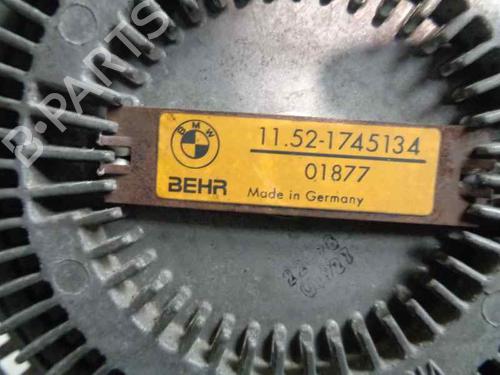 BMW
11.52-1745134
01877
BEHR
Made in Germany
B-PARTS